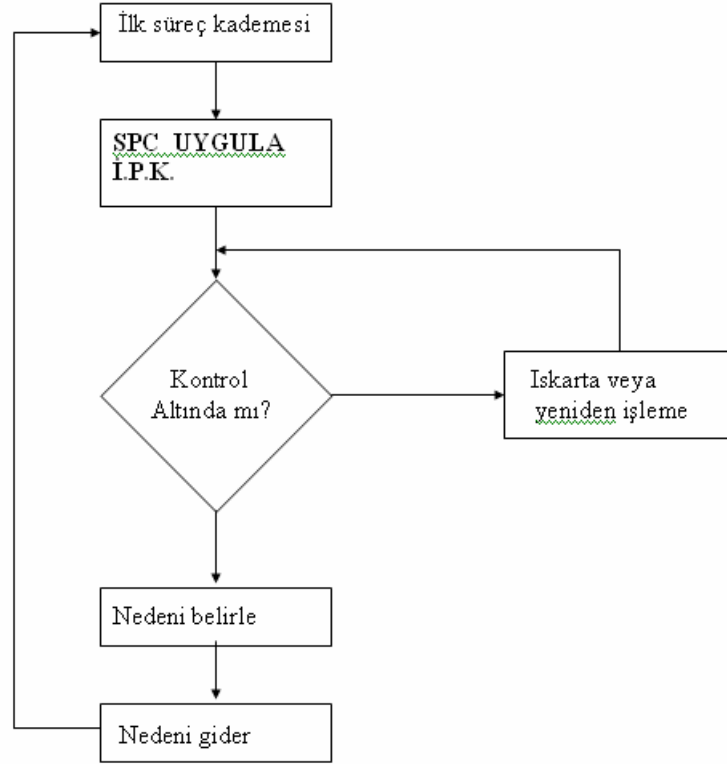 İlk süreç kademesi
SPC UYGULA
İ.P.K.
Kontrol
Altında mı?
Iskarta veya
yeniden işleme
Nedeni belirle
Nedeni gider